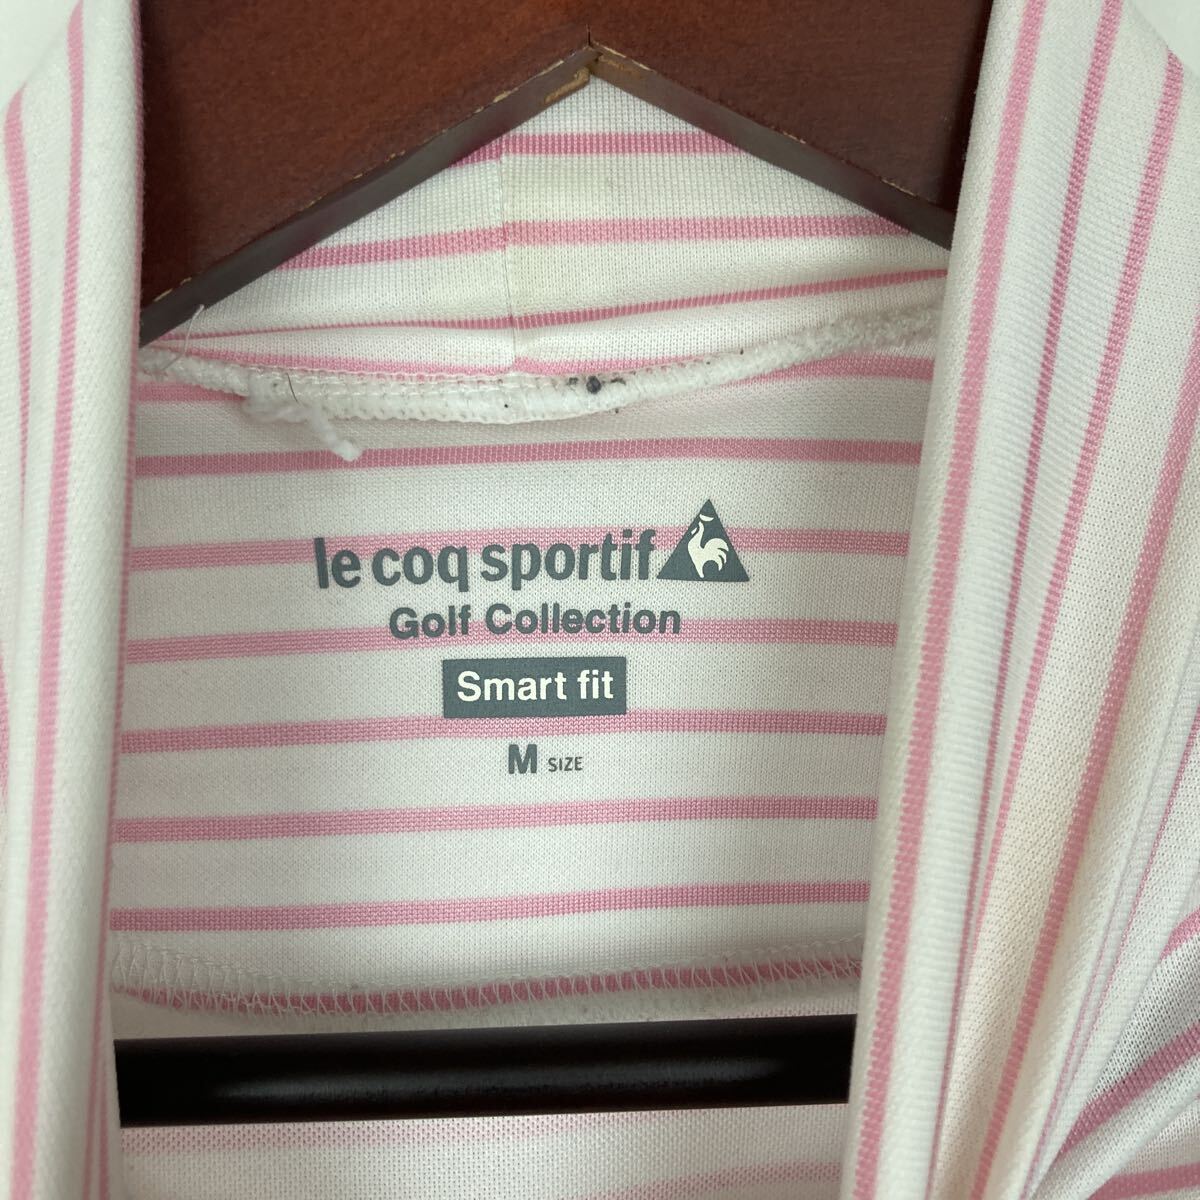 le coq sportif
Golf Collection
Smart fit
M SIZE